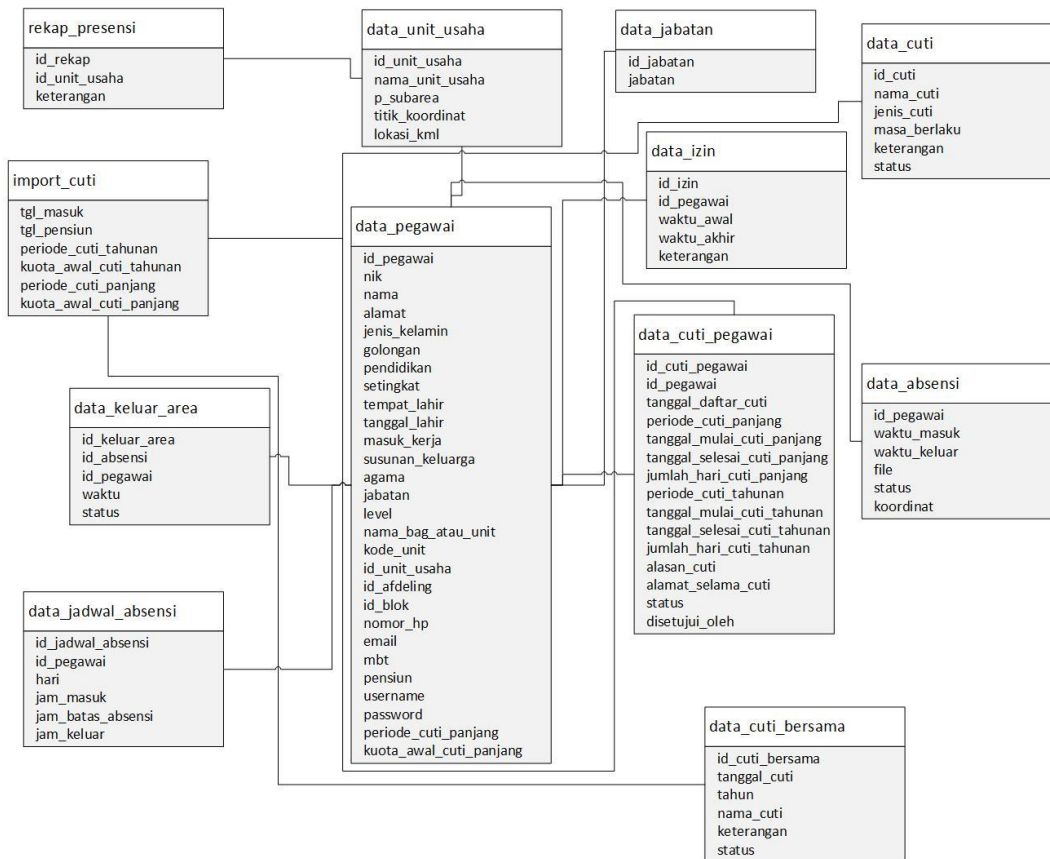 rekap_presensi
id_rekap
id_unit_usaha
keterangan
data_unit_usaha
id_unit_usaha
nama_unit_usaha
p_subarea
titik_koordinat
lokasi_kml
data_jabatan
id_jabatan
jabatan
data_cuti
id_cuti
nama_cuti
jenis_cuti
masa_berlaku
keterangan
status
import_cuti
tgl_masuk
tgl_pensiun
periode_cuti_tahunan
kuota_awal_cuti_tahunan
periode_cuti_panjang
kuota_awal_cuti_panjang
data_izin
id_izin
id_pegawai
waktu_awal
waktu_akhir
keterangan
data_pegawai
id_pegawai
nik
nama
alamat
jenis_kelamin
golongan
pendidikan
setingkat
tempat_lahir
tanggal_lahir
masuk_kerja
susunan_keluarga
agama
jabatan
level
nama_bag_atau_unit
kode_unit
id_unit_usaha
id_afdeling
id_blok
nomor_hp
email
mbt
pensiun
username
password
periode_cuti_panjang
kuota_awal_cuti_panjang
data_cuti_pegawai
id_cuti_pegawai
id_pegawai
tanggal_daftar_cuti
periode_cuti_panjang
tanggal_mulai_cuti_panjang
tanggal_selesai_cuti_panjang
jumlah_hari_cuti_panjang
periode_cuti_tahunan
tanggal_mulai_cuti_tahunan
tanggal_selesai_cuti_tahunan
jumlah_hari_cuti_tahunan
alasan_cuti
alamat_selama_cuti
status
disetujui_oleh
data_absensi
id_pegawai
waktu_masuk
waktu_keluar
file
status
koordinat
data_keluar_area
id_keluar_area
id_absensi
id_pegawai
waktu
status
data_jadwal_absensi
id_jadwal_absensi
id_pegawai
hari
jam_masuk
jam_batas_absensi
jam_keluar
data_cuti_bersama
id_cuti_bersama
tanggal_cuti
tahun
nama_cuti
keterangan
status